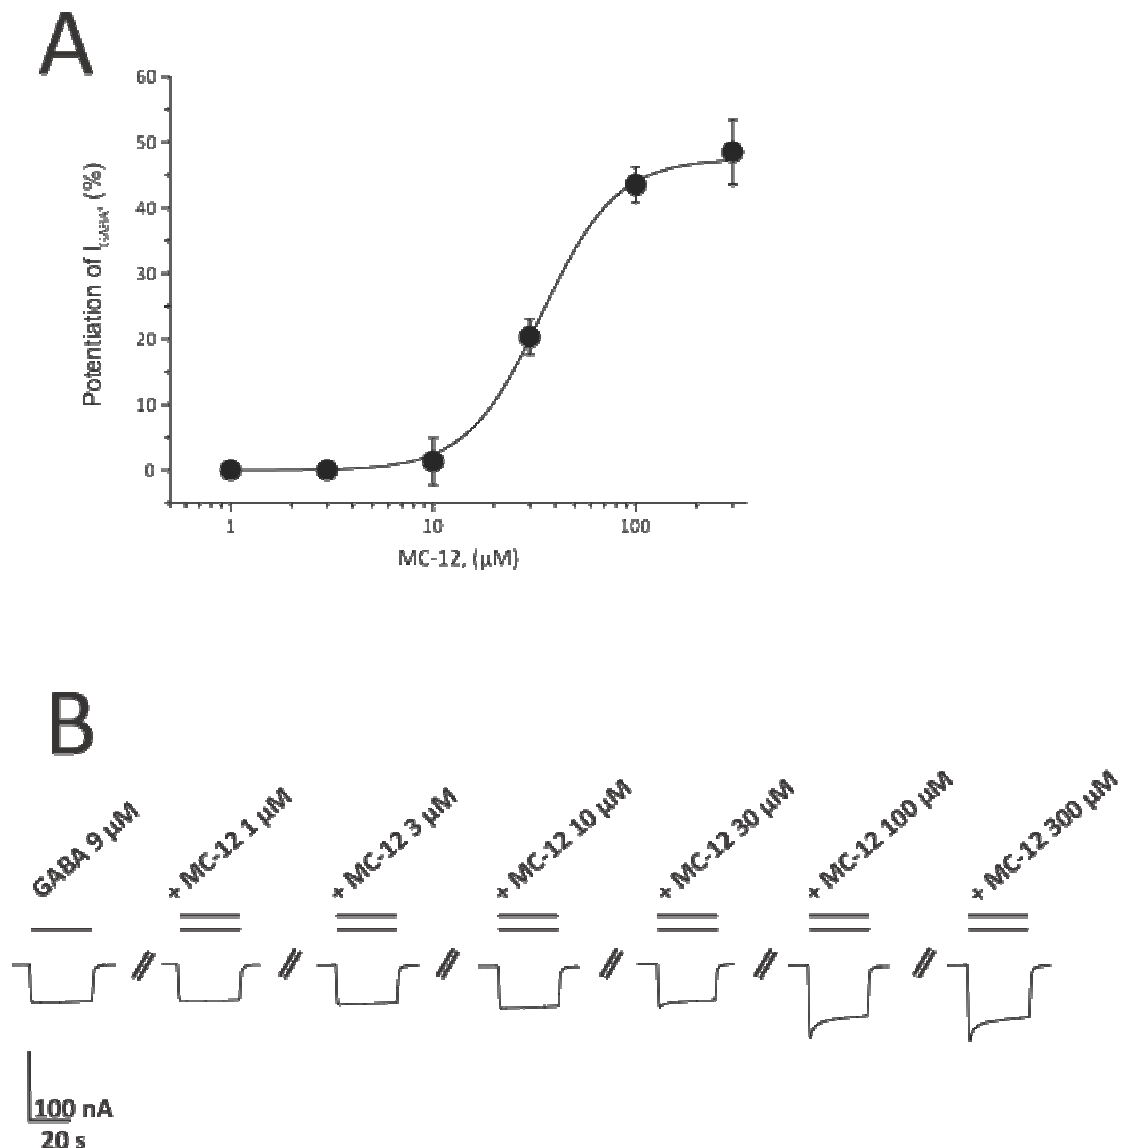 A
60
50
40
30
20
10
0
Potentiation of I (%)
1 10 100
MC-12, (µM)
B
GABA 9 µM
+ MC-12 1 µM
+ MC-12 3 µM
+ MC-12 10 µM
+ MC-12 30 µM
+ MC-12 100 µM
+ MC-12 300 µM
100 nA
20 s